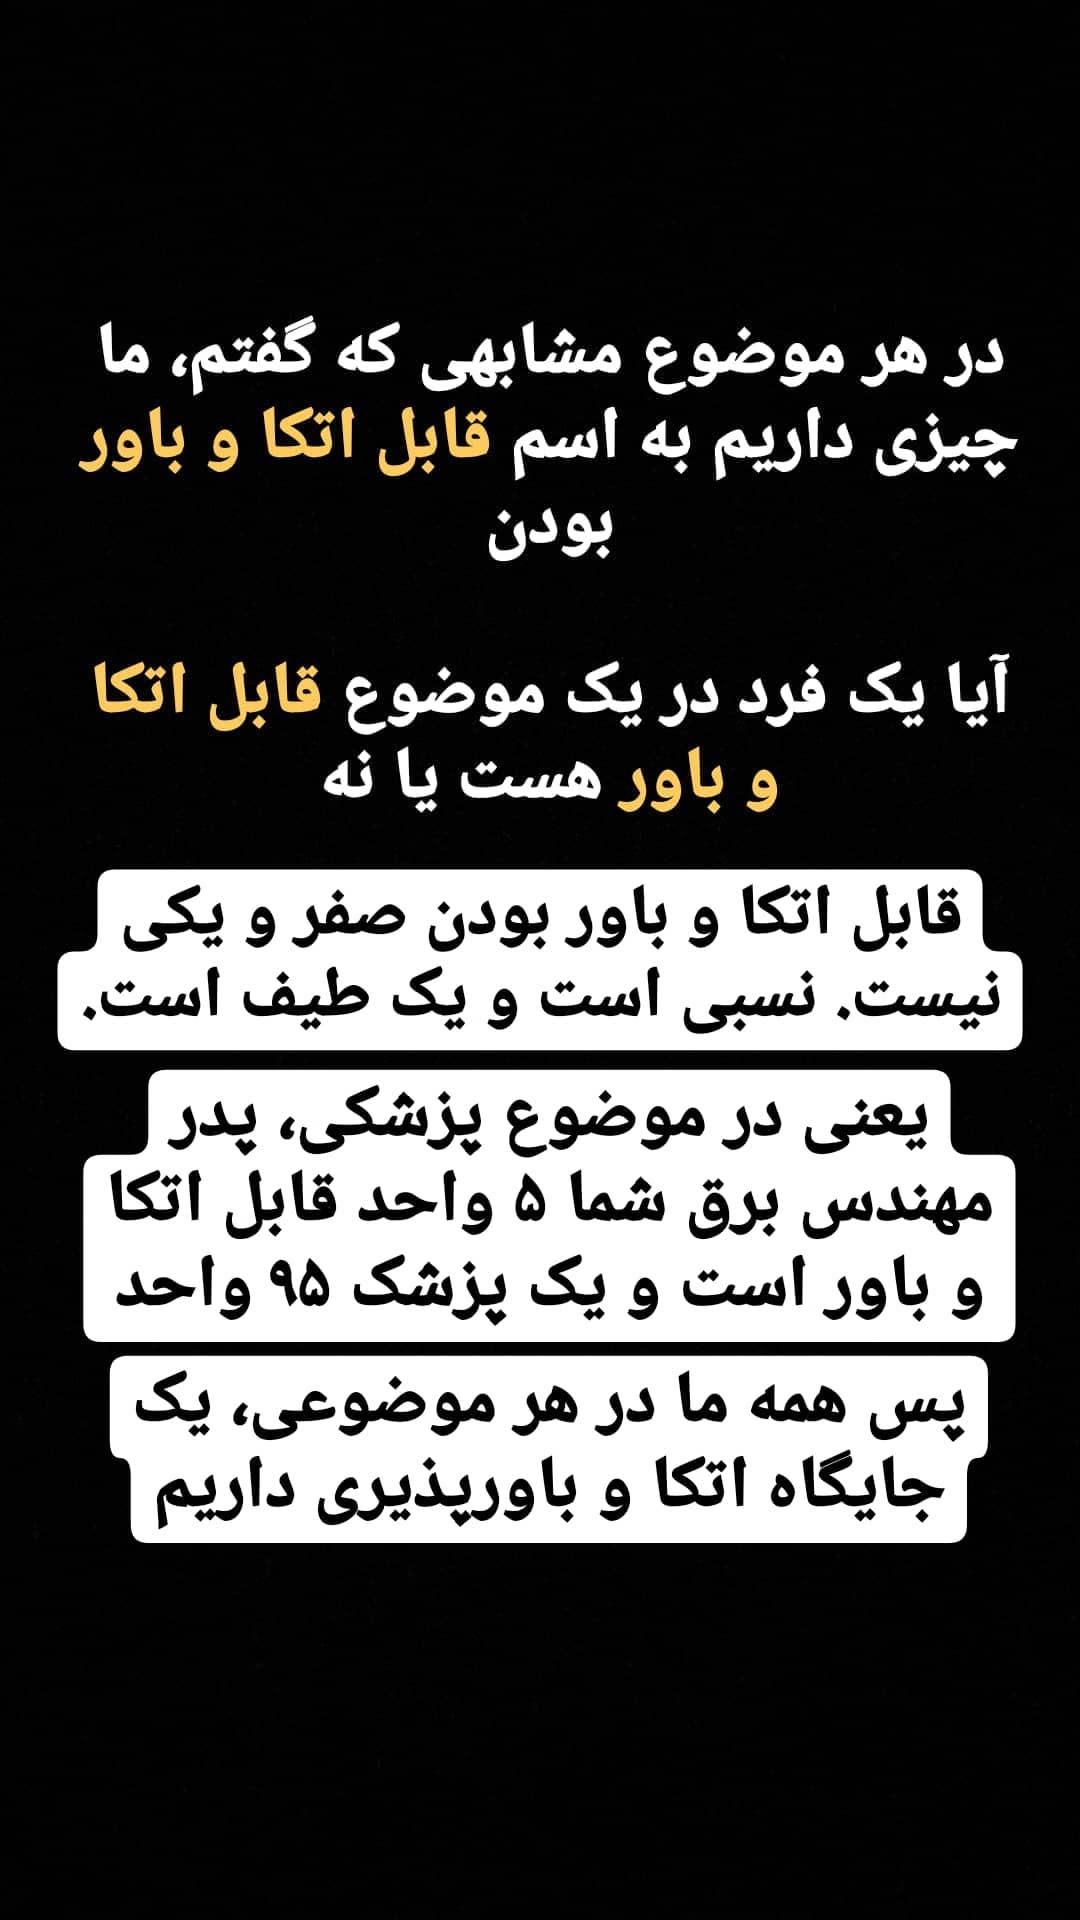 در هر موضوع مشابهی که گفتم، ما
چیزی داریم به اسم قابل اتکا و باور
بودن
آیا یک فرد در یک موضوع قابل اتکا
و باور هست یا نه
قابل اتکا و باور بودن صفر و یکی
نیست. نسبی است و یک طیف است.
یعنی در موضوع پزشکی، پدر
مهندس برق شما ۵ واحد قابل اتکا
و باور است و یک پزشک ۹۵ واحد
پس همه ما در هر موضوعی، یک
جایگاه اتکا و باورپذیری داریم